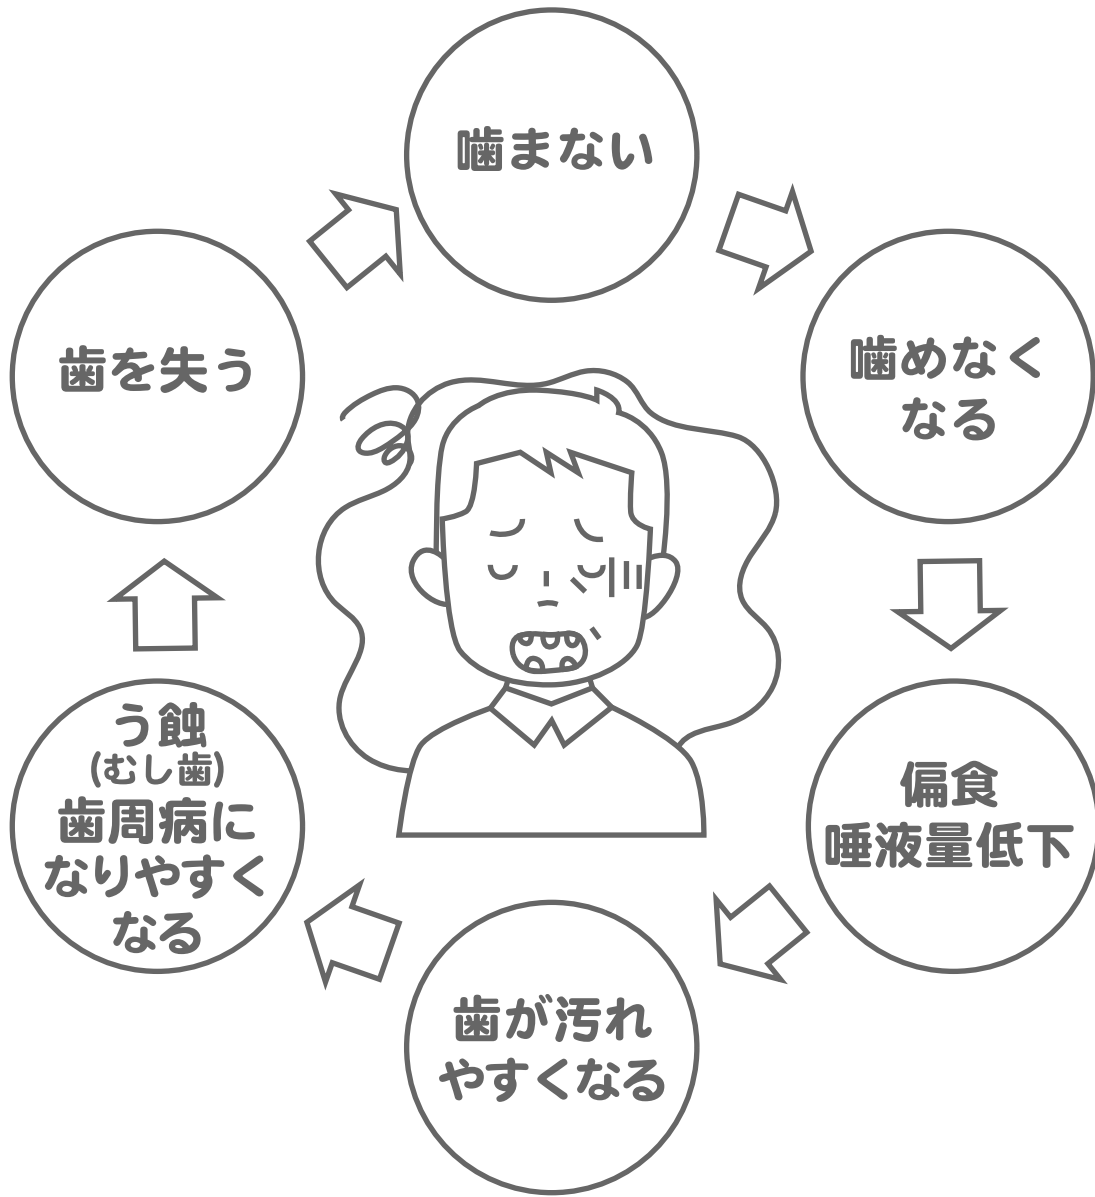 噛まない
噛めなく
なる
偏食
唾液量低下
歯が汚れ
やすくなる
う蝕
(むし歯)
歯周病に
なりやすく
なる
歯を失う